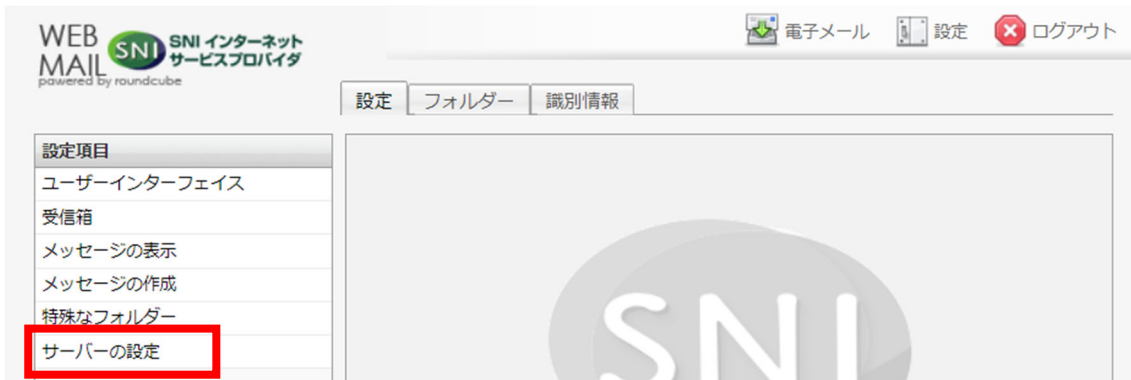 WEB MAIL
SNI
SNI インターネット
サービスプロバイダ
powered by roundcube
電子メール 設定 ログアウト
設定 フォルダー 識別情報
設定項目
ユーザーインターフェイス
受信箱
メッセージの表示
メッセージの作成
特殊なフォルダー
サーバーの設定
SNI